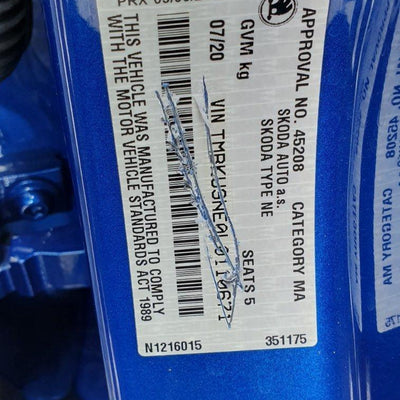 APPROVAL NO. 45208 CATEGORY MA
SKODA AUTO a.s.
SKODA TYPE NE
GVM kg SEATS 5
07/20 VIN
THIS VEHICLE WAS MANUFACTURED TO COMPLY
WITH THE MOTOR VEHICLE STANDARDS ACT 1989
N1216015 351175